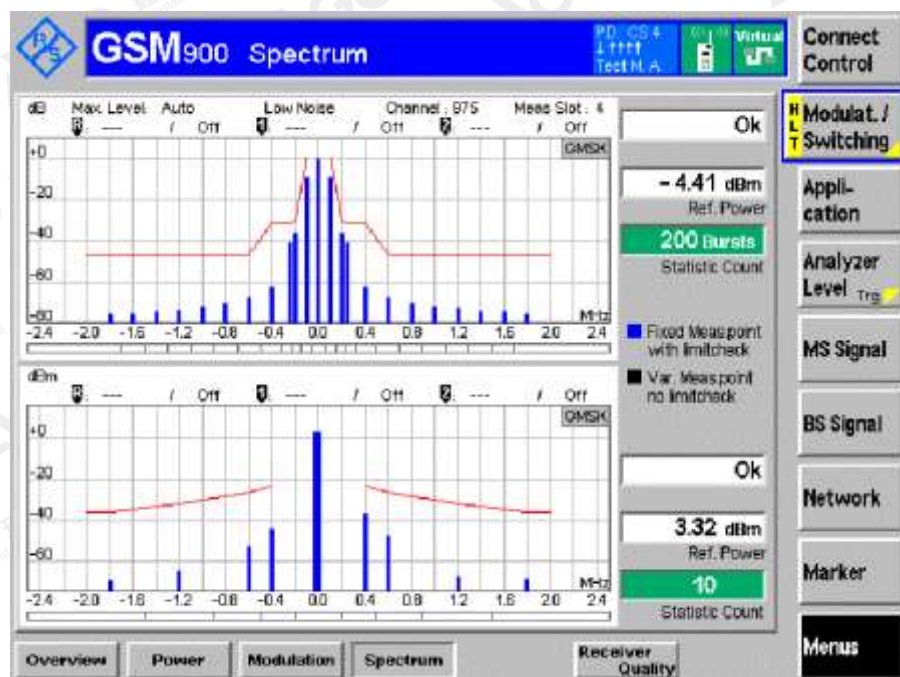 GSM900 Spectrum
PD: CS 4
Test M. A
Virtual
Connect Control
dB Max. Level: Auto Low Noise Channel: 975 Meas Slot: 4
--- / Off --- / Off --- / Off
GMSK
+0
-20
-40
-60
-80
MHz
-2.4 -2.0 -1.6 -1.2 -0.8 -0.4 0.0 0.4 0.8 1.2 1.6 2.0 2.4
Ok
- 4.41 dBm
Ref. Power
200 Bursts
Statistic Count
Fixed Meas.point
with limitcheck
Var. Meas.point
no limitcheck
dBm
--- / Off --- / Off --- / Off
GMSK
+0
-20
-40
-60
MHz
-2.4 -2.0 -1.6 -1.2 -0.8 -0.4 0.0 0.4 0.8 1.2 1.6 2.0 2.4
Ok
3.32 dBm
Ref. Power
10
Statistic Count
HLT
Modulat. /
Switching
Appli-
cation
Analyzer
Level Trg.
MS Signal
BS Signal
Network
Marker
Menus
Overview
Power
Modulation
Spectrum
Receiver
Quality